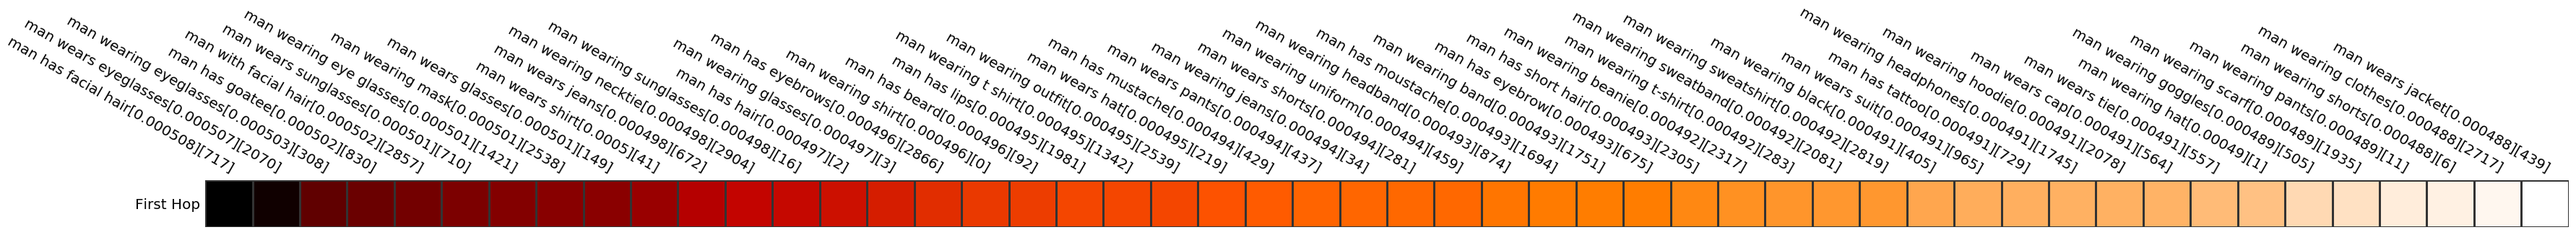 man has facial hair[0.000508][717]
man wears eyeglasses[0.000507][2070]
man wearing eyeglasses[0.000503][308]
man has goatee[0.000502][830]
man with facial hair[0.000502][2857]
man wears sunglasses[0.000501][710]
man wearing eye glasses[0.000501][1421]
man wearing mask[0.000501][2538]
man wears glasses[0.000501][149]
man wears shirt[0.0005][41]
man wears jeans[0.000498][672]
man wearing necktie[0.000498][2904]
man wearing sunglasses[0.000498][16]
man has hair[0.000497][2]
man wearing glasses[0.000497][3]
man has eyebrows[0.000496][2866]
man wearing shirt[0.000496][0]
man has beard[0.000496][92]
man has lips[0.000495][1981]
man wearing t shirt[0.000495][1342]
man wearing outfit[0.000495][2539]
man wears hat[0.000495][219]
man has mustache[0.000494][429]
man wears pants[0.000494][437]
man wearing jeans[0.000494][34]
man wears shorts[0.000494][281]
man wearing uniform[0.000494][459]
man wearing headband[0.000493][874]
man has moustache[0.000493][1694]
man wearing band[0.000493][1751]
man has eyebrow[0.000493][675]
man has short hair[0.000493][2305]
man wearing beanie[0.000492][2317]
man wearing t-shirt[0.000492][283]
man wearing sweatband[0.000492][2081]
man wearing sweatshirt[0.000492][2819]
man wearing black[0.000491][405]
man wears suit[0.000491][965]
man has tattoo[0.000491][729]
man wearing headphones[0.000491][1745]
man wearing hoodie[0.000491][2078]
man wears cap[0.000491][564]
man wears tie[0.000491][557]
man wearing hat[0.00049][1]
man wearing goggles[0.000489][505]
man wearing scarf[0.000489][1935]
man wearing pants[0.000489][11]
man wearing shorts[0.000488][6]
man wearing clothes[0.000488][2717]
man wears jacket[0.000488][439]
First Hop